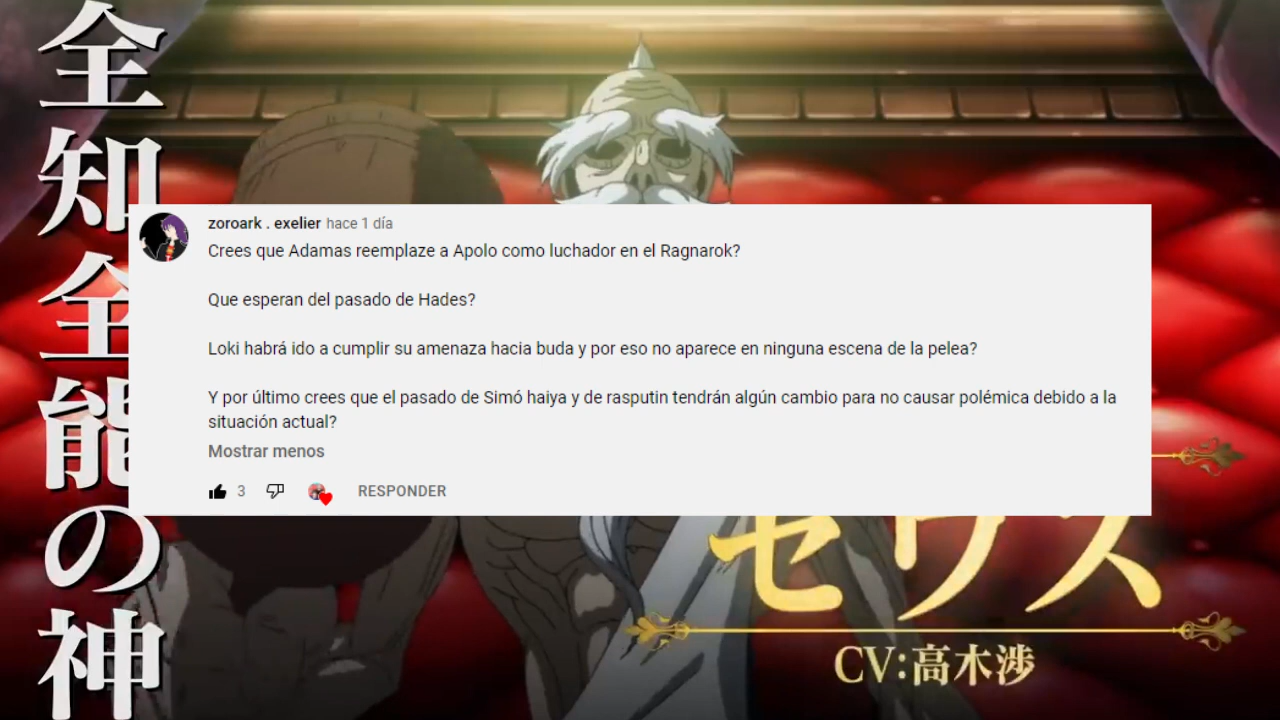 全知全能の神
zoroark . exelier hace 1 día
Crees que Adamas reemplaze a Apolo como luchador en el Ragnarok?
Que esperan del pasado de Hades?
Loki habrá ido a cumplir su amenaza hacia buda y por eso no aparece en ninguna escena de la pelea?
Y por último crees que el pasado de Simó haiya y de rasputin tendrán algún cambio para no causar polémica debido a la
situación actual?
Mostrar menos
3
RESPONDER
ゼウス
CV:高木渉